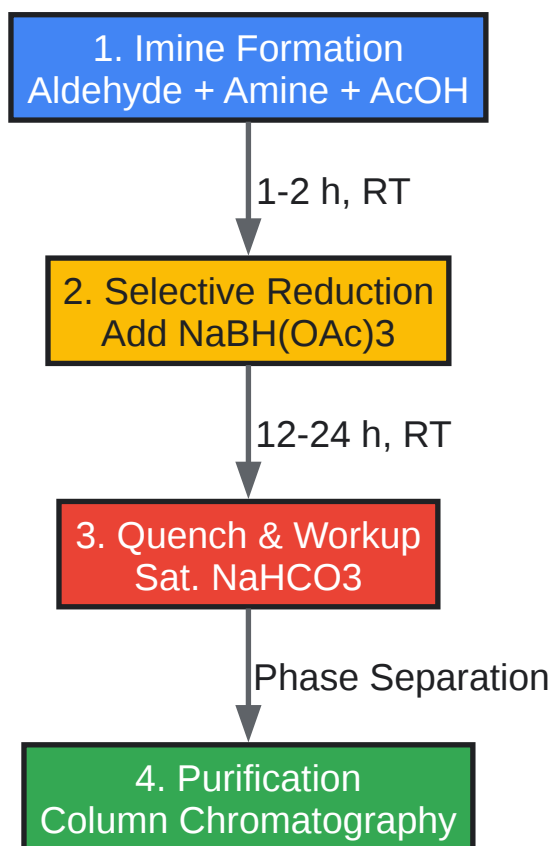 1. Imine Formation
Aldehyde + Amine + AcOH
1-2 h, RT
2. Selective Reduction
Add NaBH(OAc)3
12-24 h, RT
3. Quench & Workup
Sat. NaHCO3
Phase Separation
4. Purification
Column Chromatography